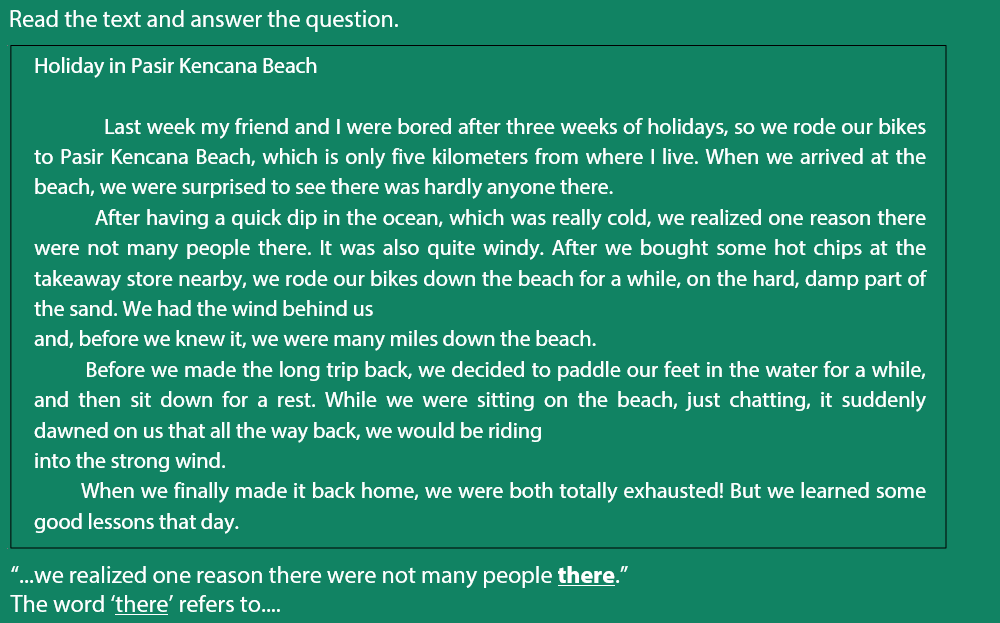 Read the text and answer the question.
Holiday in Pasir Kencana Beach
Last week my friend and I were bored after three weeks of holidays, so we rode our bikes
to Pasir Kencana Beach, which is only five kilometers from where I live. When we arrived at the
beach, we were surprised to see there was hardly anyone there.
After having a quick dip in the ocean, which was really cold, we realized one reason there
were not many people there. It was also quite windy. After we bought some hot chips at the
takeaway store nearby, we rode our bikes down the beach for a while, on the hard, damp part of
the sand. We had the wind behind us
and, before we knew it, we were many miles down the beach.
Before we made the long trip back, we decided to paddle our feet in the water for a while,
and then sit down for a rest. While we were sitting on the beach, just chatting, it suddenly
dawned on us that all the way back, we would be riding
into the strong wind.
When we finally made it back home, we were both totally exhausted! But we learned some
good lessons that day.
“...we realized one reason there were not many people there.”
The word ‘there’ refers to....